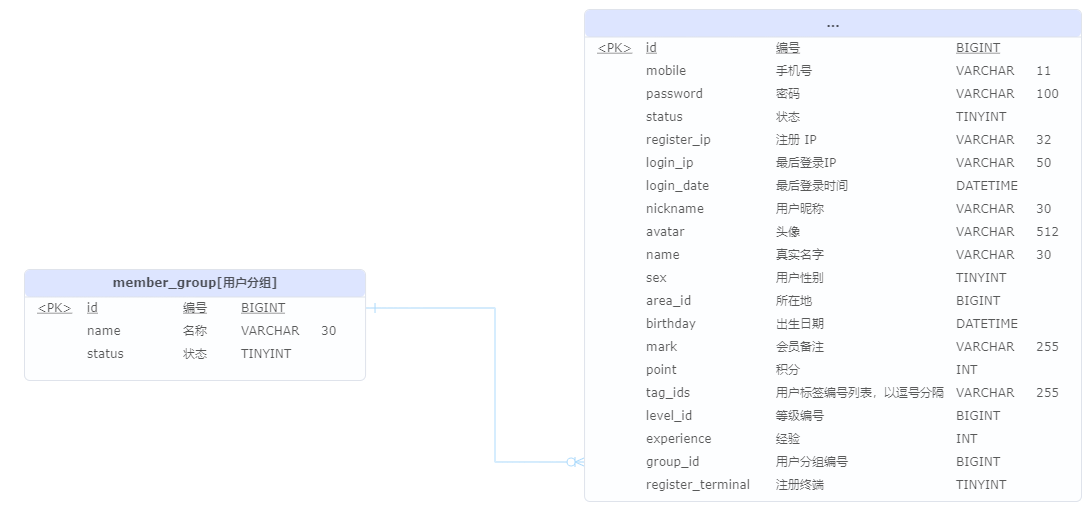 ...
<PK> id 编号 BIGINT
mobile 手机号 VARCHAR 11
password 密码 VARCHAR 100
status 状态 TINYINT
register_ip 注册 IP VARCHAR 32
login_ip 最后登录IP VARCHAR 50
login_date 最后登录时间 DATETIME
nickname 用户昵称 VARCHAR 30
avatar 头像 VARCHAR 512
name 真实名字 VARCHAR 30
sex 用户性别 TINYINT
area_id 所在地 BIGINT
birthday 出生日期 DATETIME
mark 会员备注 VARCHAR 255
point 积分 INT
tag_ids 用户标签编号列表，以逗号分隔 VARCHAR 255
level_id 等级编号 BIGINT
experience 经验 INT
group_id 用户分组编号 BIGINT
register_terminal 注册终端 TINYINT
member_group[用户分组]
<PK> id 编号 BIGINT
name 名称 VARCHAR 30
status 状态 TINYINT